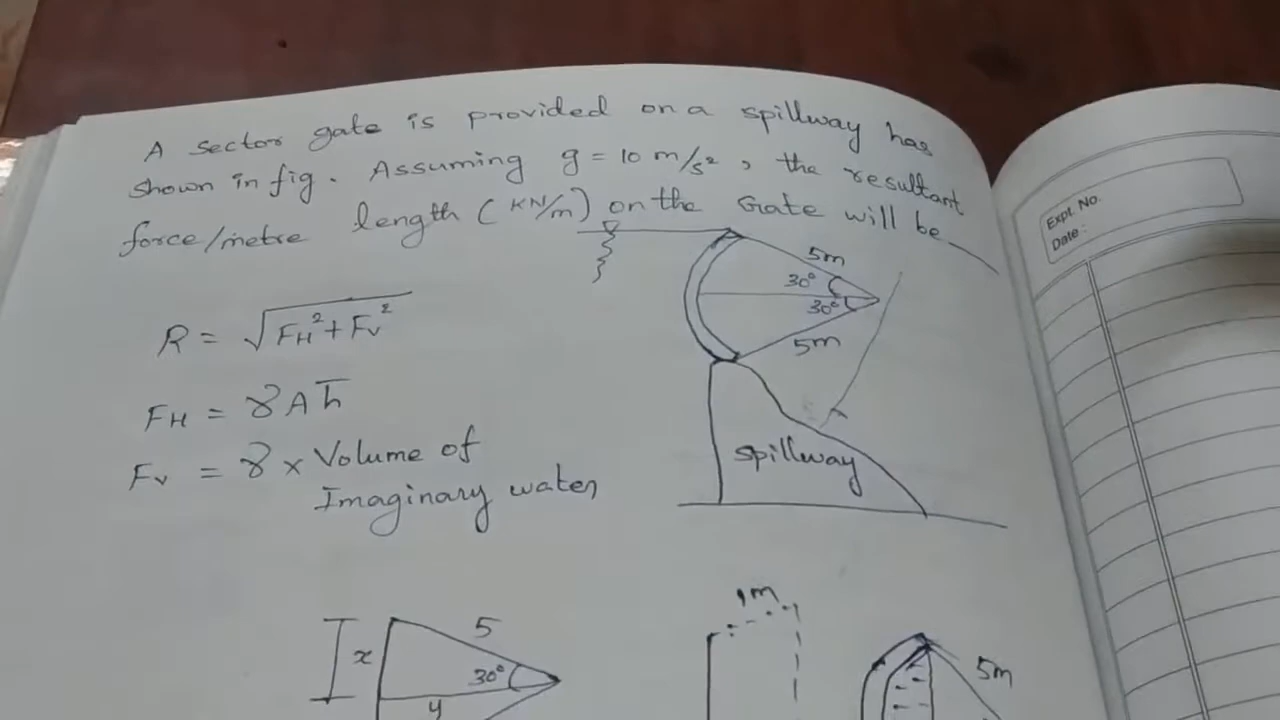 A sector gate is provided on a spillway has
shown in fig. Assuming g = 10 m/s², the resultant
force/metre length (KN/m) on the Gate will be
5m
30°
30°
5m
R = √FH² + Fv²
FH = γAh̅
Fv = γ × Volume of
Imaginary water
spillway
1m
x
5
30°
y
5m
Expt. No.
Date :